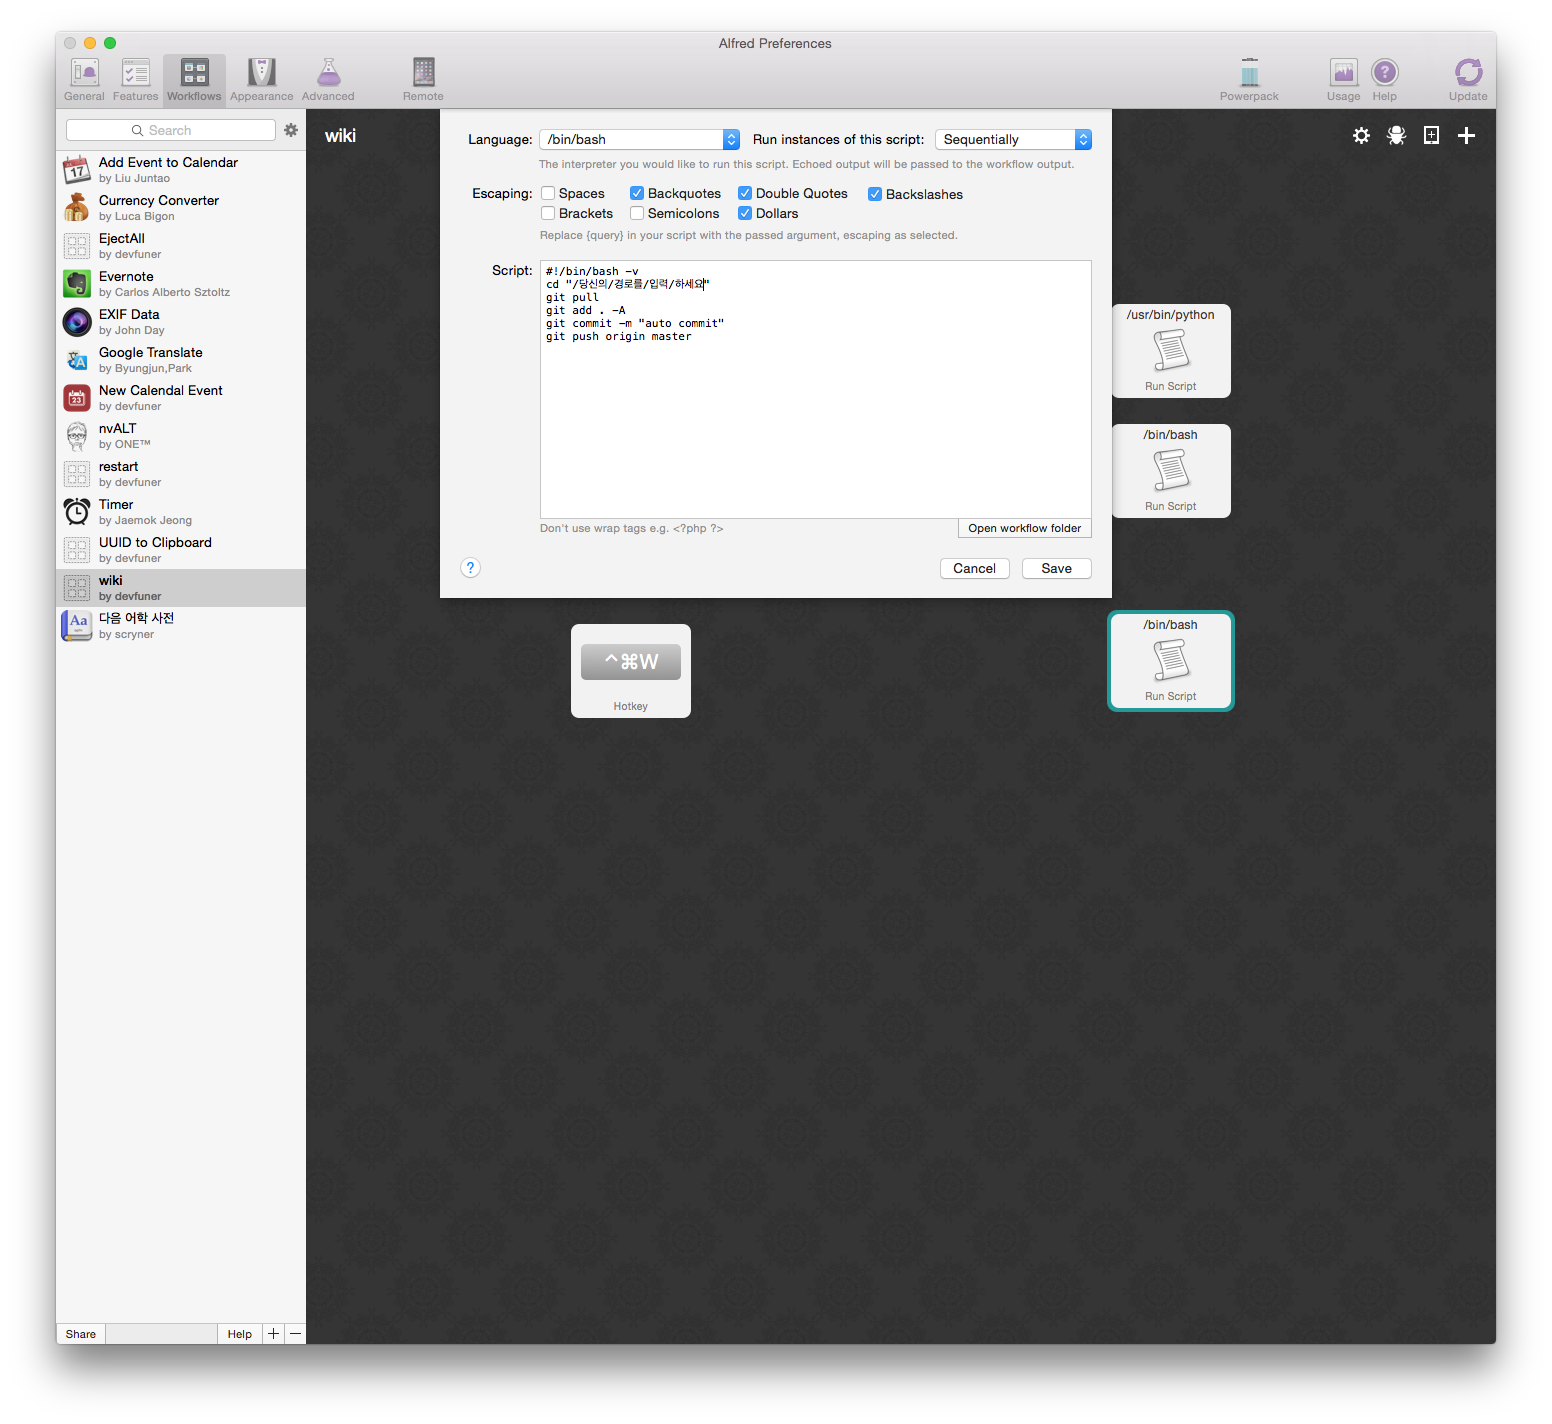 Alfred Preferences
General Features Workflows Appearance Advanced Remote Powerpack Usage Help Update
Search
Add Event to Calendar
by Liu Juntao
Currency Converter
by Luca Bigon
EjectAll
by devfuner
Evernote
by Carlos Alberto Sztoltz
EXIF Data
by John Day
Google Translate
by Byungjun,Park
New Calendal Event
by devfuner
nvALT
by ONE™
restart
by devfuner
Timer
by Jaemok Jeong
UUID to Clipboard
by devfuner
wiki
by devfuner
다음 어학 사전
by scryner
Share Help + −
wiki
Language: /bin/bash Run instances of this script: Sequentially
The interpreter you would like to run this script. Echoed output will be passed to the workflow output.
Escaping: Spaces Backquotes Double Quotes Backslashes
Brackets Semicolons Dollars
Replace {query} in your script with the passed argument, escaping as selected.
Script:
#!/bin/bash -v
cd "/당신의/경로를/입력/하세요"
git pull
git add . -A
git commit -m "auto commit"
git push origin master
Don't use wrap tags e.g. <?php ?>
Open workflow folder
? Cancel Save
/usr/bin/python
Run Script
/bin/bash
Run Script
^⌘W
Hotkey
/bin/bash
Run Script